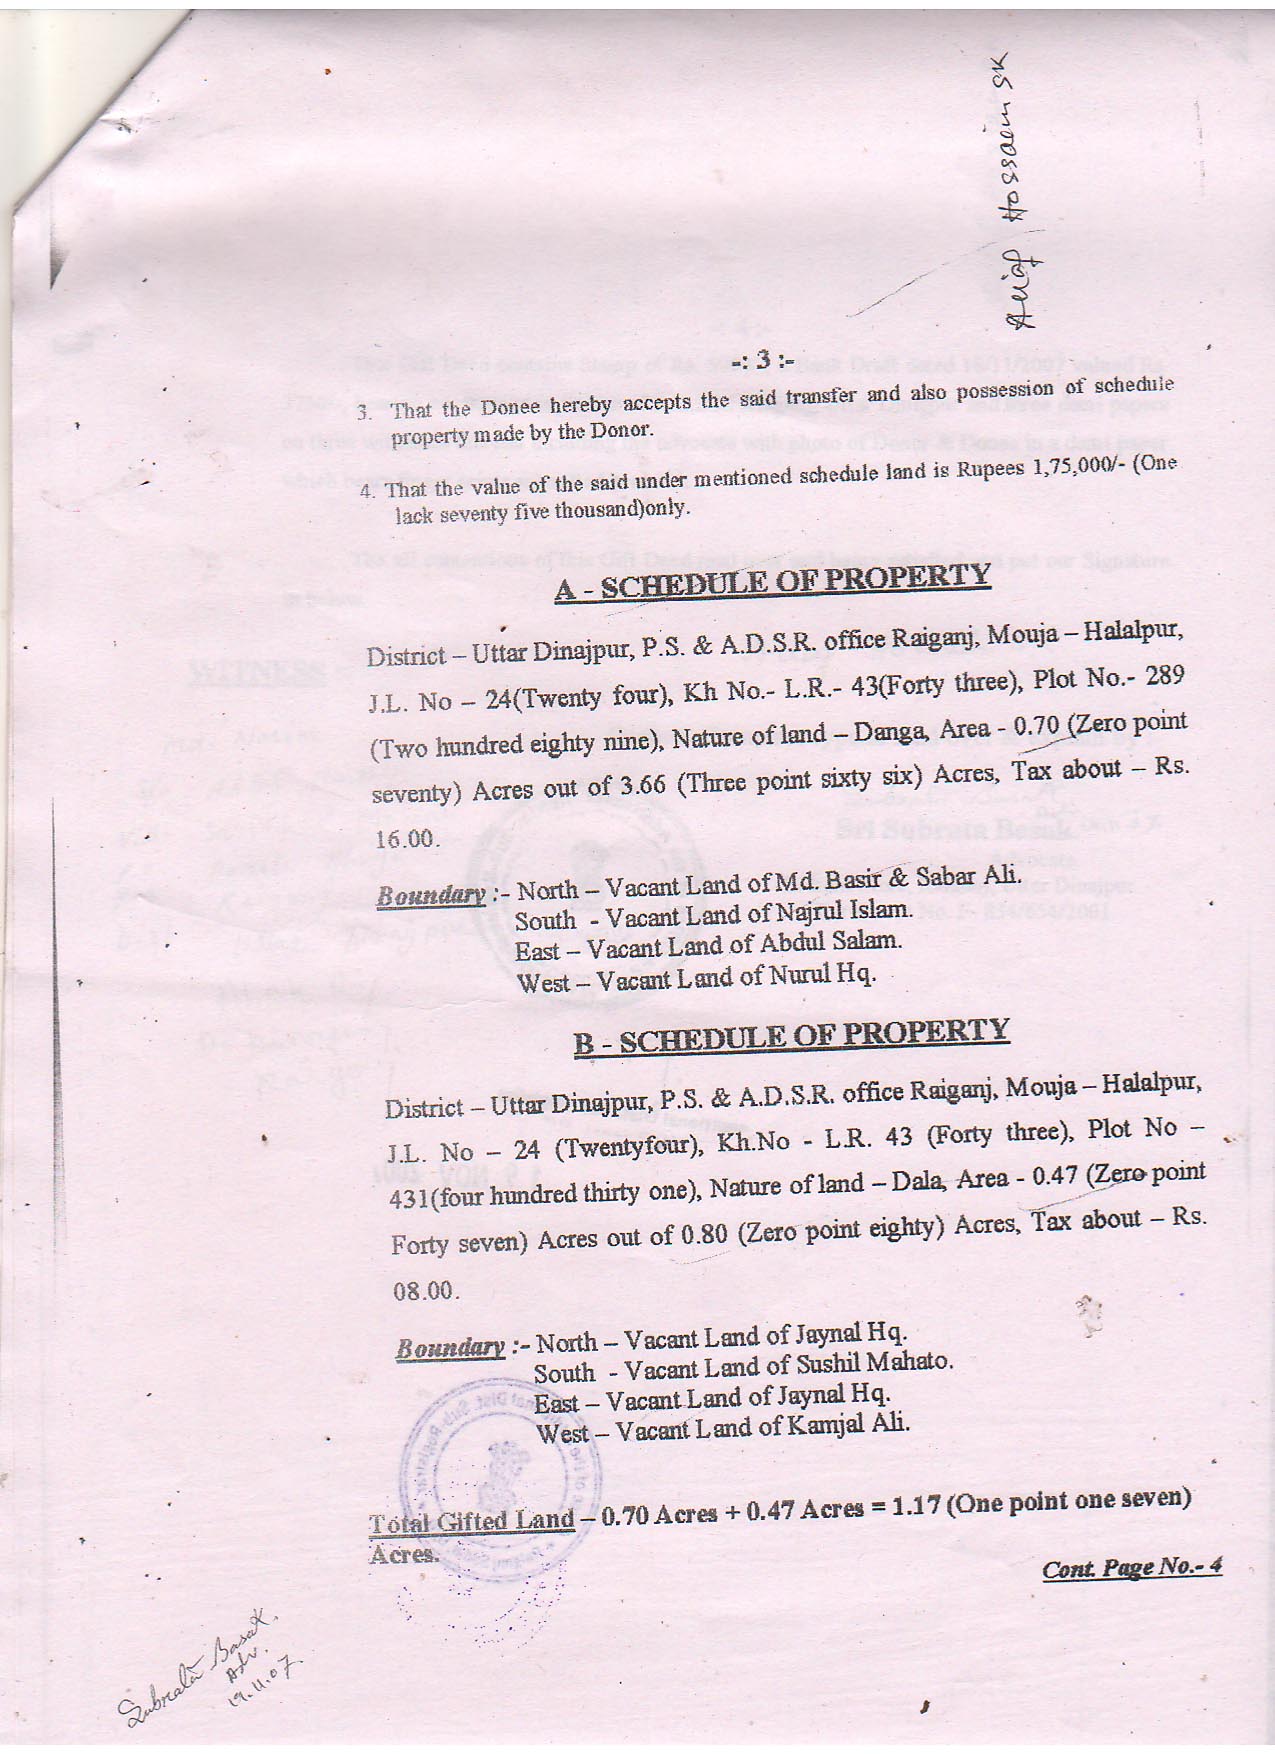 Hossaein SK
-: 3 :-
3. That the Donee hereby accepts the said transfer and also possession of schedule
property made by the Donor.
4. That the value of the said under mentioned schedule land is Rupees 1,75,000/- (One
lack seventy five thousand)only.
A - SCHEDULE OF PROPERTY
District – Uttar Dinajpur, P.S. & A.D.S.R. office Raiganj, Mouja – Halalpur,
J.L. No – 24(Twenty four), Kh No.- L.R.- 43(Forty three), Plot No.- 289
(Two hundred eighty nine), Nature of land – Danga, Area - 0.70 (Zero point
seventy) Acres out of 3.66 (Three point sixty six) Acres, Tax about – Rs.
16.00.
Boundary :- North – Vacant Land of Md. Basir & Sabar Ali.
South - Vacant Land of Najrul Islam.
East – Vacant Land of Abdul Salam.
West – Vacant Land of Nurul Hq.
B - SCHEDULE OF PROPERTY
District – Uttar Dinajpur, P.S. & A.D.S.R. office Raiganj, Mouja – Halalpur,
J.L. No – 24 (Twentyfour), Kh.No - L.R. 43 (Forty three), Plot No –
431(four hundred thirty one), Nature of land – Dala, Area - 0.47 (Zero point
Forty seven) Acres out of 0.80 (Zero point eighty) Acres, Tax about – Rs.
08.00.
Boundary :- North – Vacant Land of Jaynal Hq.
South - Vacant Land of Sushil Mahato.
East – Vacant Land of Jaynal Hq.
West – Vacant Land of Kamjal Ali.
Total Gifted Land – 0.70 Acres + 0.47 Acres = 1.17 (One point one seven)
Acres.
Cont. Page No.- 4
Subrata Basak
Adv.
19.11.07.